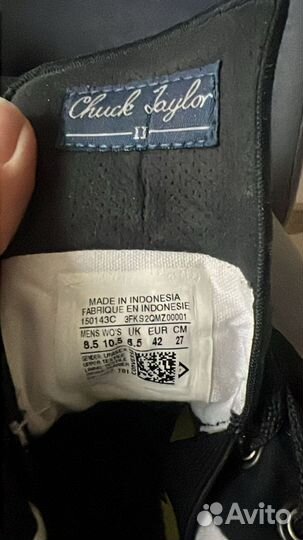 Chuck Taylor
II
MADE IN INDONESIA
FABRIQUE EN INDONESIE
150143C 3FKS2OMZ00001
MENS WO'S UK EUR CM
8.5 10.5 8.5 42 27
Avito